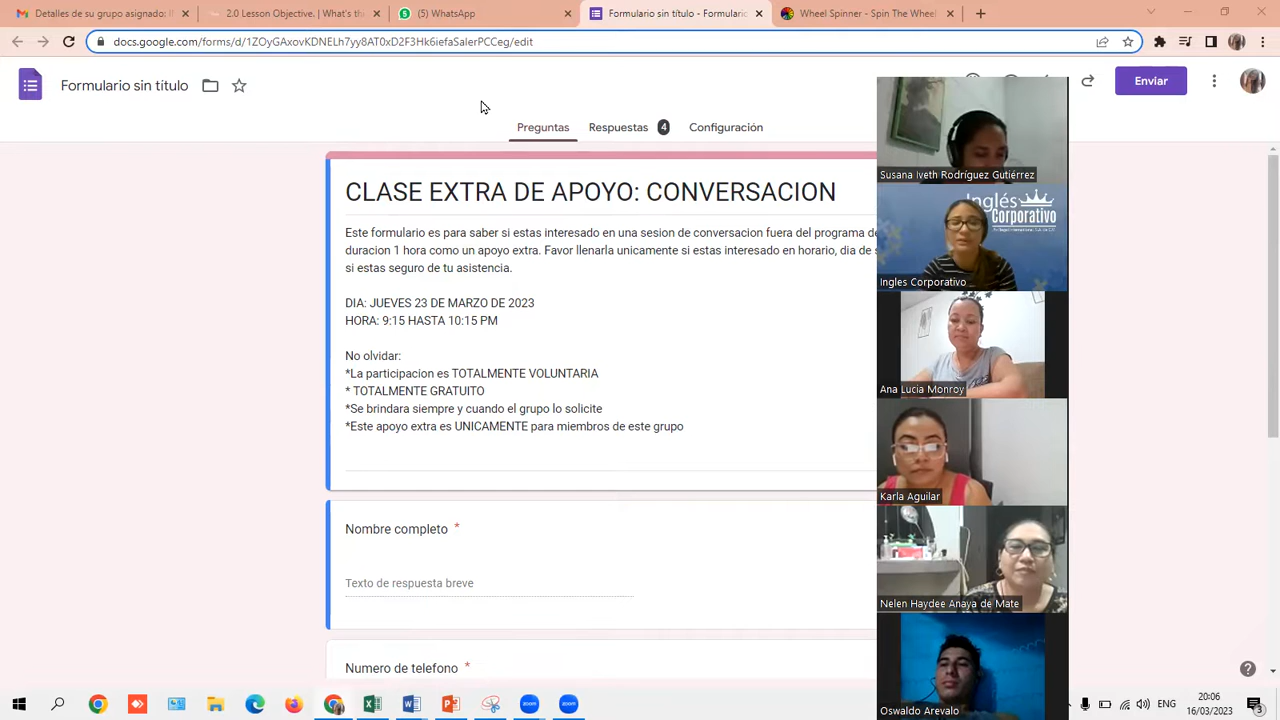 Detalles de su grupo asignado: I
2.0 Lesson Objective. What's th
(5) WhatsApp
Formulario sin título - Formular
Wheel Spinner - Spin The Wheel
docs.google.com/forms/d/1ZOyGAxovKDNELh7yy8AT0xD2F3Hk6iefaSalerPCCeg/edit
Formulario sin título
Enviar
Preguntas
Respuestas 4
Configuración
CLASE EXTRA DE APOYO: CONVERSACION
Este formulario es para saber si estas interesado en una sesion de conversacion fuera del programa de
duracion 1 hora como un apoyo extra. Favor llenarla unicamente si estas interesado en horario, dia de s
si estas seguro de tu asistencia.
DIA: JUEVES 23 DE MARZO DE 2023
HORA: 9:15 HASTA 10:15 PM
No olvidar:
*La participacion es TOTALMENTE VOLUNTARIA
* TOTALMENTE GRATUITO
*Se brindara siempre y cuando el grupo lo solicite
*Este apoyo extra es UNICAMENTE para miembros de este grupo
Nombre completo *
Texto de respuesta breve
Numero de telefono *
Susana Iveth Rodríguez Gutiérrez
Inglés
Corporativo
Ingles Corporativo
Ana Lucia Monroy
Karla Aguilar
Nelen Haydee Anaya de Mate
Oswaldo Arevalo
zoom
zoom
ENG
20:06
16/03/2023
3